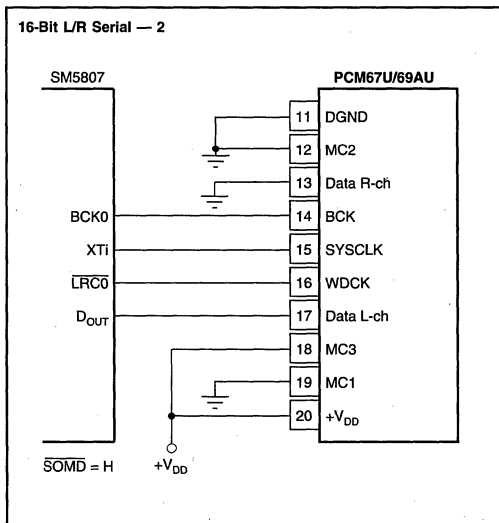 16-Bit L/R Serial — 2
SM5807
PCM67U/69AU
11 DGND
12 MC2
13 Data R-ch
BCK0 14 BCK
XTi 15 SYSCLK
LRC0 16 WDCK
DOUT 17 Data L-ch
18 MC3
19 MC1
20 +VDD
SOMD = H
+VDD